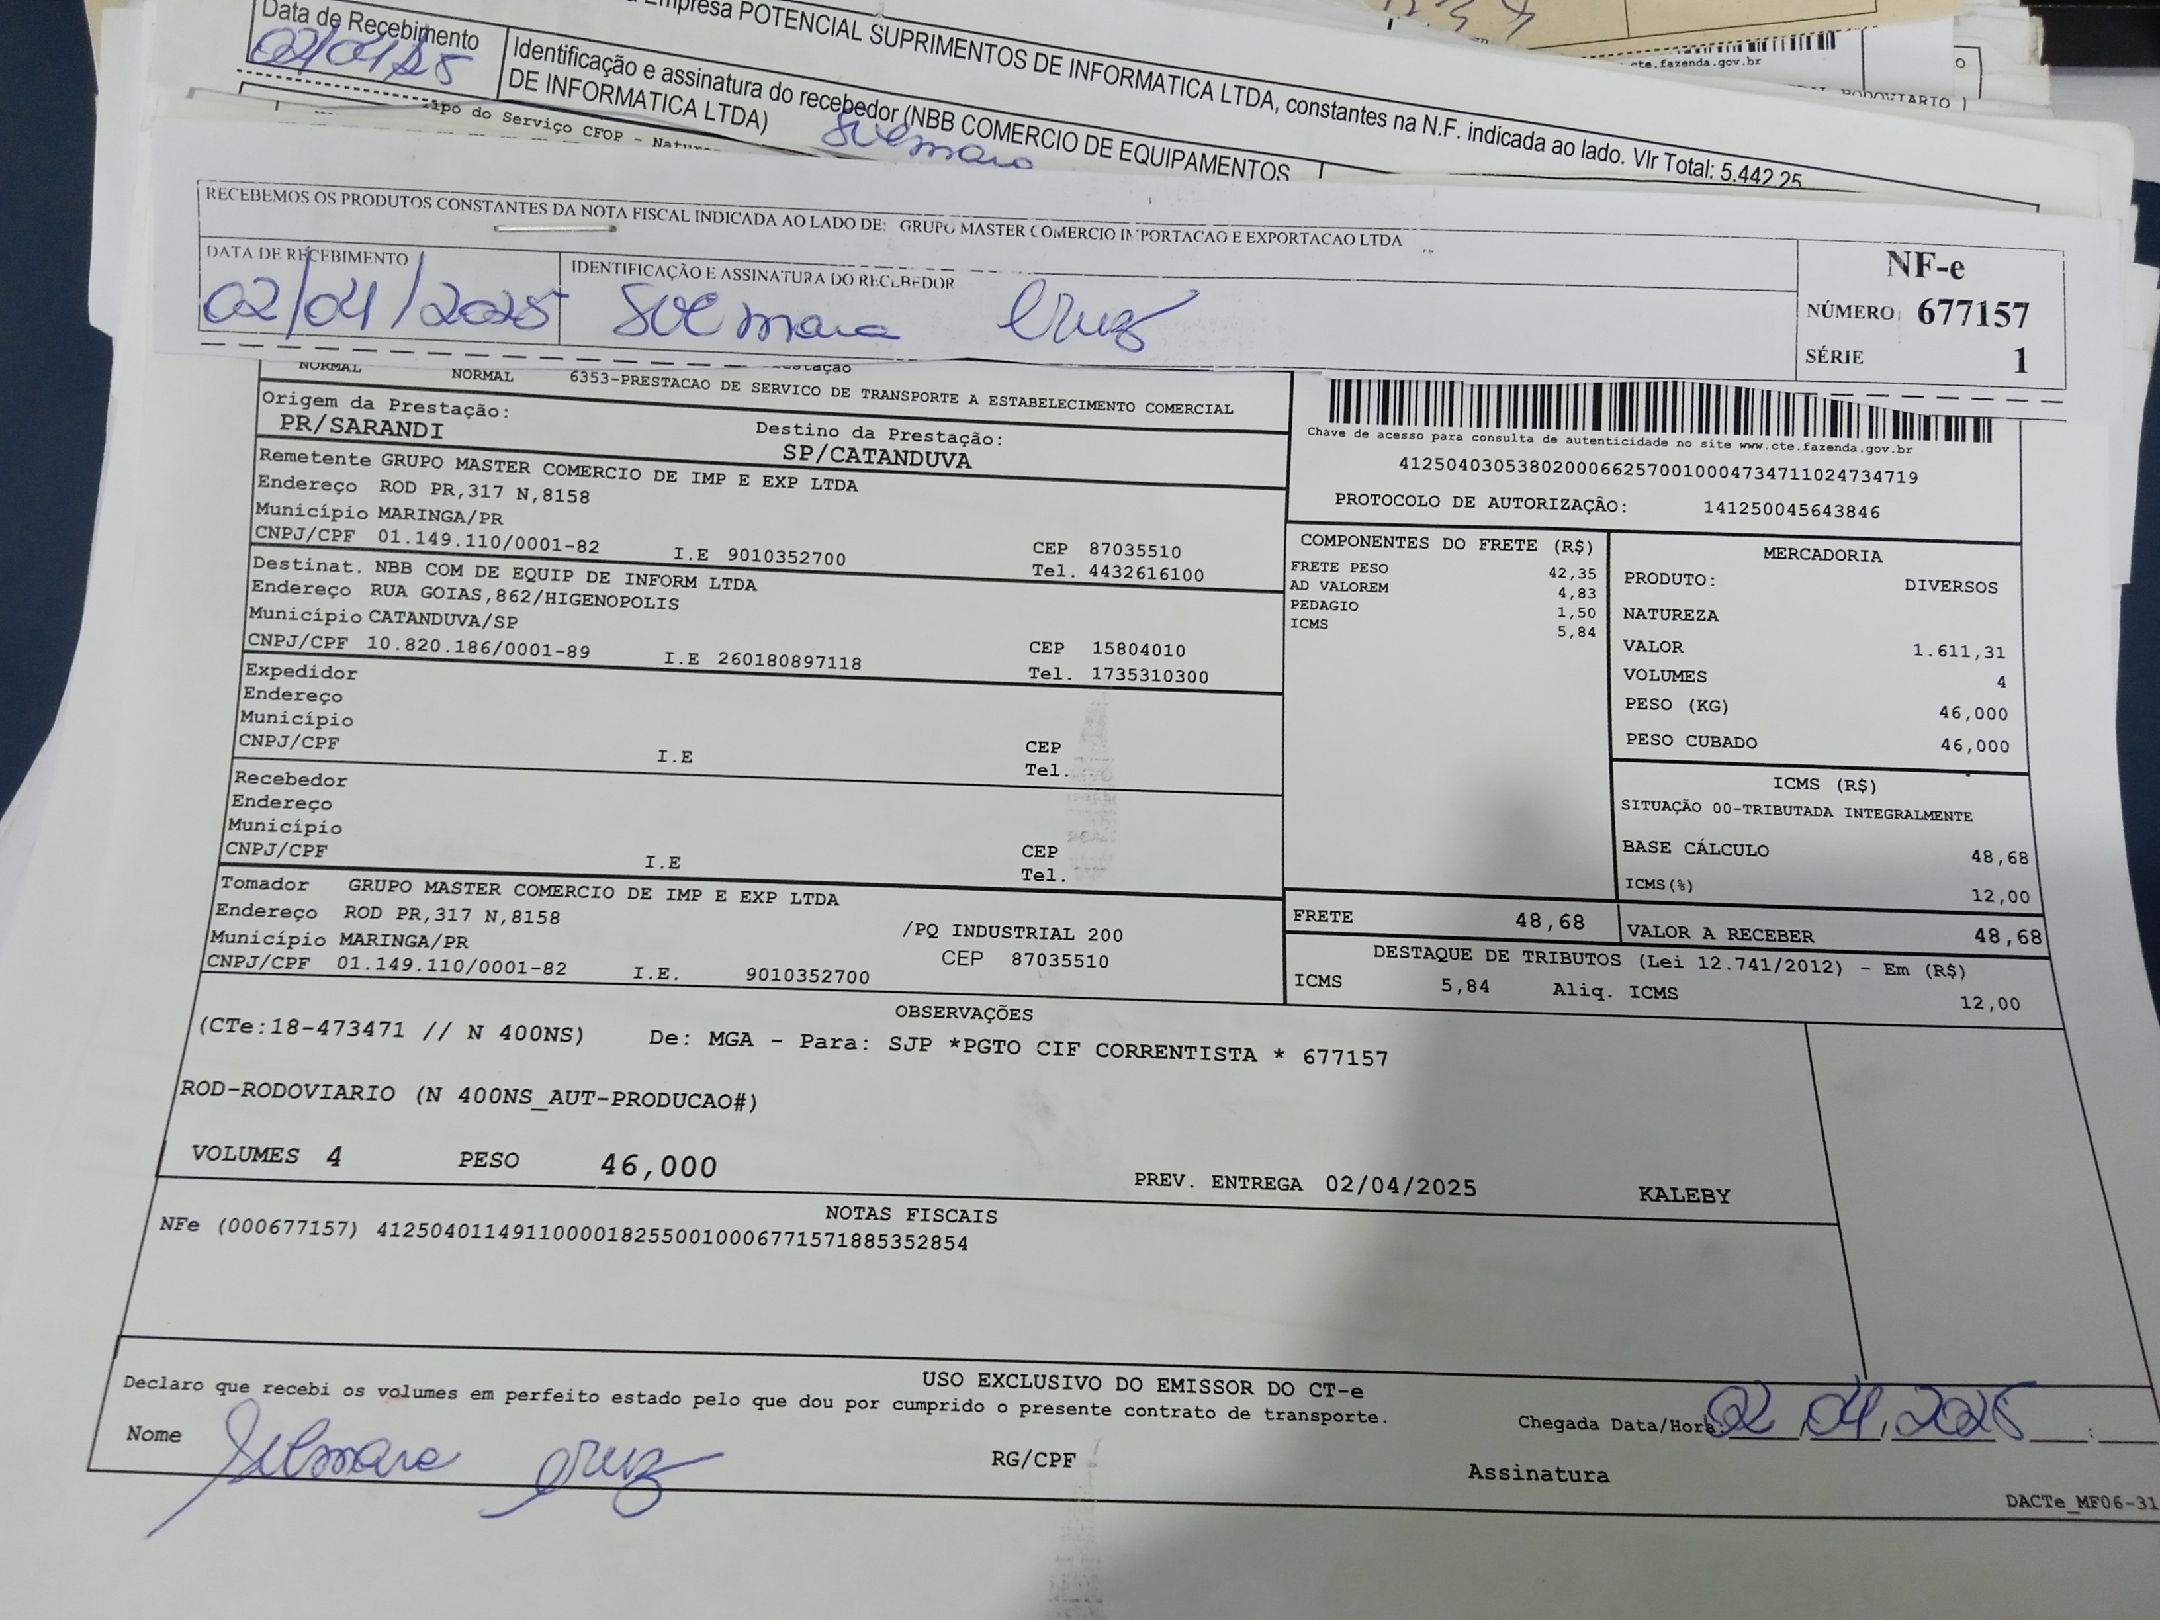 Empresa POTENCIAL SUPRIMENTOS DE INFORMATICA LTDA, constantes na N.F. indicada ao lado. Vlr Total: 5.442,25
Data de Recebimento
02/04/25
Identificação e assinatura do recebedor (NBB COMERCIO DE EQUIPAMENTOS
DE INFORMATICA LTDA)
cte.fazenda.gov.br
Tipo do Serviço CFOP -
RECEBEMOS OS PRODUTOS CONSTANTES DA NOTA FISCAL INDICADA AO LADO DE: GRUPO MASTER COMERCIO IMPORTACAO E EXPORTACAO LTDA
DATA DE RECEBIMENTO
02/04/2025
IDENTIFICAÇÃO E ASSINATURA DO RECEBEDOR
Cruz
NF-e
NÚMERO: 677157
SÉRIE 1
NORMAL NORMAL 6353-PRESTACAO DE SERVICO DE TRANSPORTE A ESTABELECIMENTO COMERCIAL
Origem da Prestação:
PR/SARANDI
Destino da Prestação:
SP/CATANDUVA
Remetente GRUPO MASTER COMERCIO DE IMP E EXP LTDA
Endereço ROD PR,317 N,8158
Município MARINGA/PR
CEP 87035510
CNPJ/CPF 01.149.110/0001-82 I.E 9010352700 Tel. 4432616100
Destinat. NBB COM DE EQUIP DE INFORM LTDA
Endereço RUA GOIAS,862/HIGENOPOLIS
Município CATANDUVA/SP CEP 15804010
CNPJ/CPF 10.820.186/0001-89 I.E 260180897118 Tel. 1735310300
Expedidor
Endereço
Município CEP
CNPJ/CPF I.E Tel.
Recebedor
Endereço
Município CEP
CNPJ/CPF I.E Tel.
Tomador GRUPO MASTER COMERCIO DE IMP E EXP LTDA
Endereço ROD PR,317 N,8158 /PQ INDUSTRIAL 200
Município MARINGA/PR CEP 87035510
CNPJ/CPF 01.149.110/0001-82 I.E. 9010352700
Chave de acesso para consulta de autenticidade no site www.cte.fazenda.gov.br
41250403053802000662570010004734711024734719
PROTOCOLO DE AUTORIZAÇÃO: 141250045643846
COMPONENTES DO FRETE (R$)
FRETE PESO 42,35
AD VALOREM 4,83
PEDAGIO 1,50
ICMS 5,84
MERCADORIA
PRODUTO: DIVERSOS
NATUREZA
VALOR 1.611,31
VOLUMES 4
PESO (KG) 46,000
PESO CUBADO 46,000
ICMS (R$)
SITUAÇÃO 00-TRIBUTADA INTEGRALMENTE
BASE CÁLCULO 48,68
ICMS(%) 12,00
FRETE 48,68
VALOR A RECEBER 48,68
DESTAQUE DE TRIBUTOS (Lei 12.741/2012) - Em (R$)
ICMS 5,84 Aliq. ICMS 12,00
OBSERVAÇÕES
(CTe:18-473471 // N 400NS) De: MGA - Para: SJP *PGTO CIF CORRENTISTA * 677157
ROD-RODOVIARIO (N 400NS_AUT-PRODUCAO#)
VOLUMES 4 PESO 46,000
PREV. ENTREGA 02/04/2025 KALEBY
NOTAS FISCAIS
NFe (000677157) 41250401149110000182550010006771571885352854
USO EXCLUSIVO DO EMISSOR DO CT-e
Declaro que recebi os volumes em perfeito estado pelo que dou por cumprido o presente contrato de transporte.
Chegada Data/Hora: 02/04/2025 :
Nome Cruz
RG/CPF
Assinatura
DACTe_MF06-31